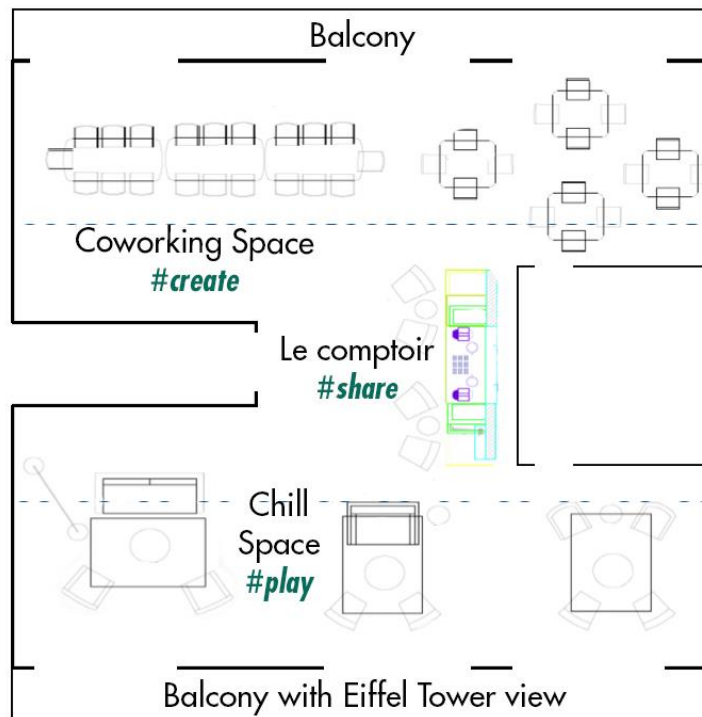 Balcony
Coworking Space
#create
Le comptoir
#share
Chill
Space
#play
Balcony with Eiffel Tower view